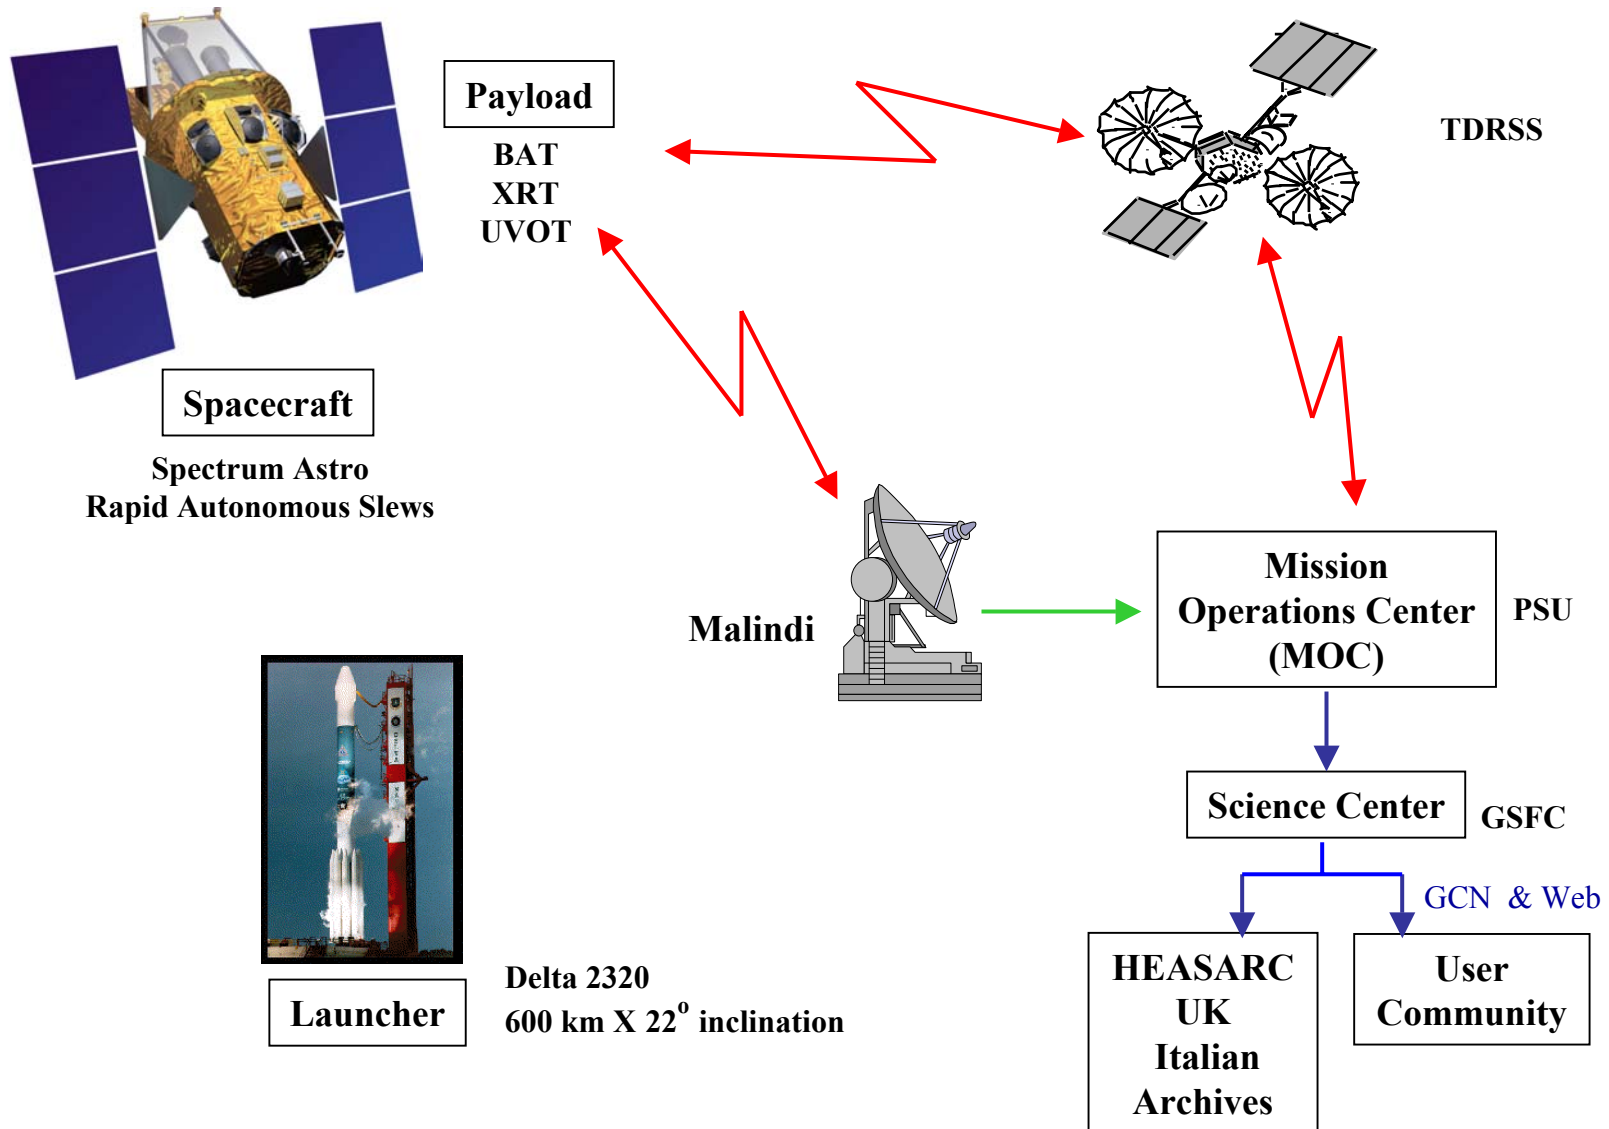 Payload
BAT
XRT
UVOT
TDRSS
Spacecraft
Spectrum Astro
Rapid Autonomous Slews
Malindi
Mission
Operations Center
(MOC)
PSU
Science Center
GSFC
GCN & Web
HEASARC
UK
Italian
Archives
User
Community
Launcher
Delta 2320
600 km X 22° inclination